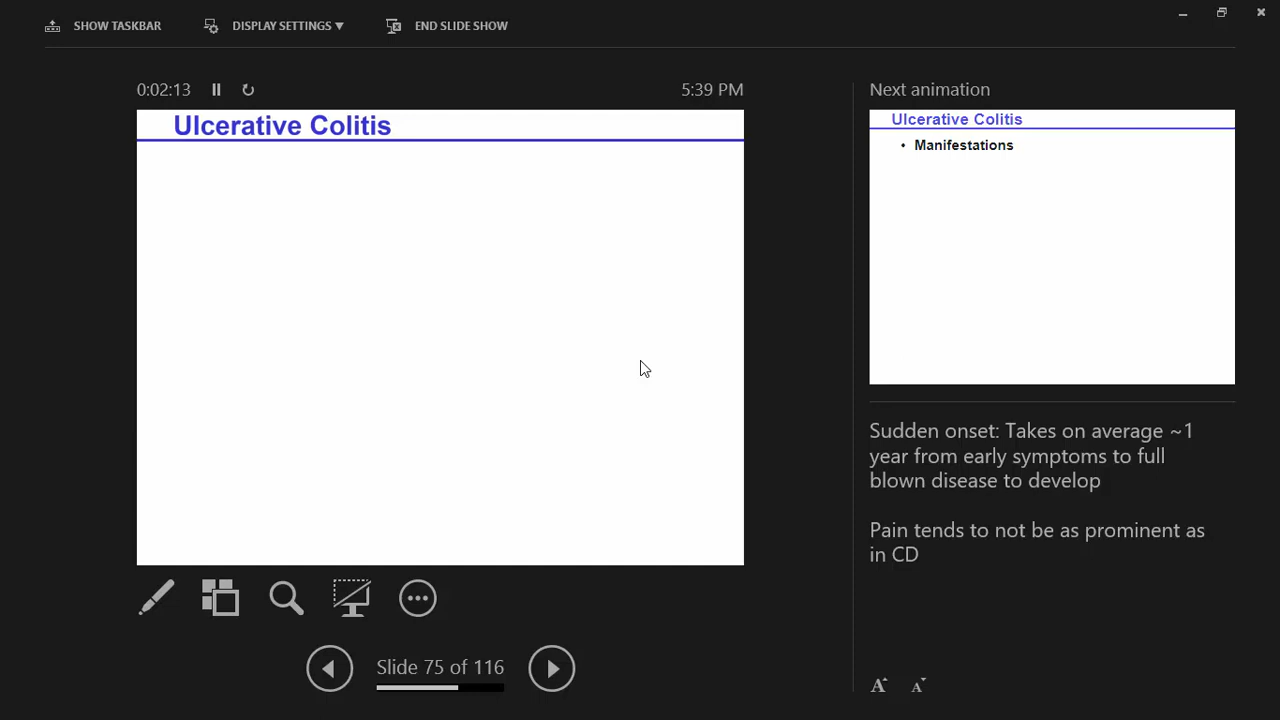 SHOW TASKBAR
DISPLAY SETTINGS ▼
END SLIDE SHOW
0:02:13
5:39 PM
Ulcerative Colitis
Next animation
Ulcerative Colitis
• Manifestations
Sudden onset: Takes on average ~1
year from early symptoms to full
blown disease to develop
Pain tends to not be as prominent as
in CD
Slide 75 of 116
A A